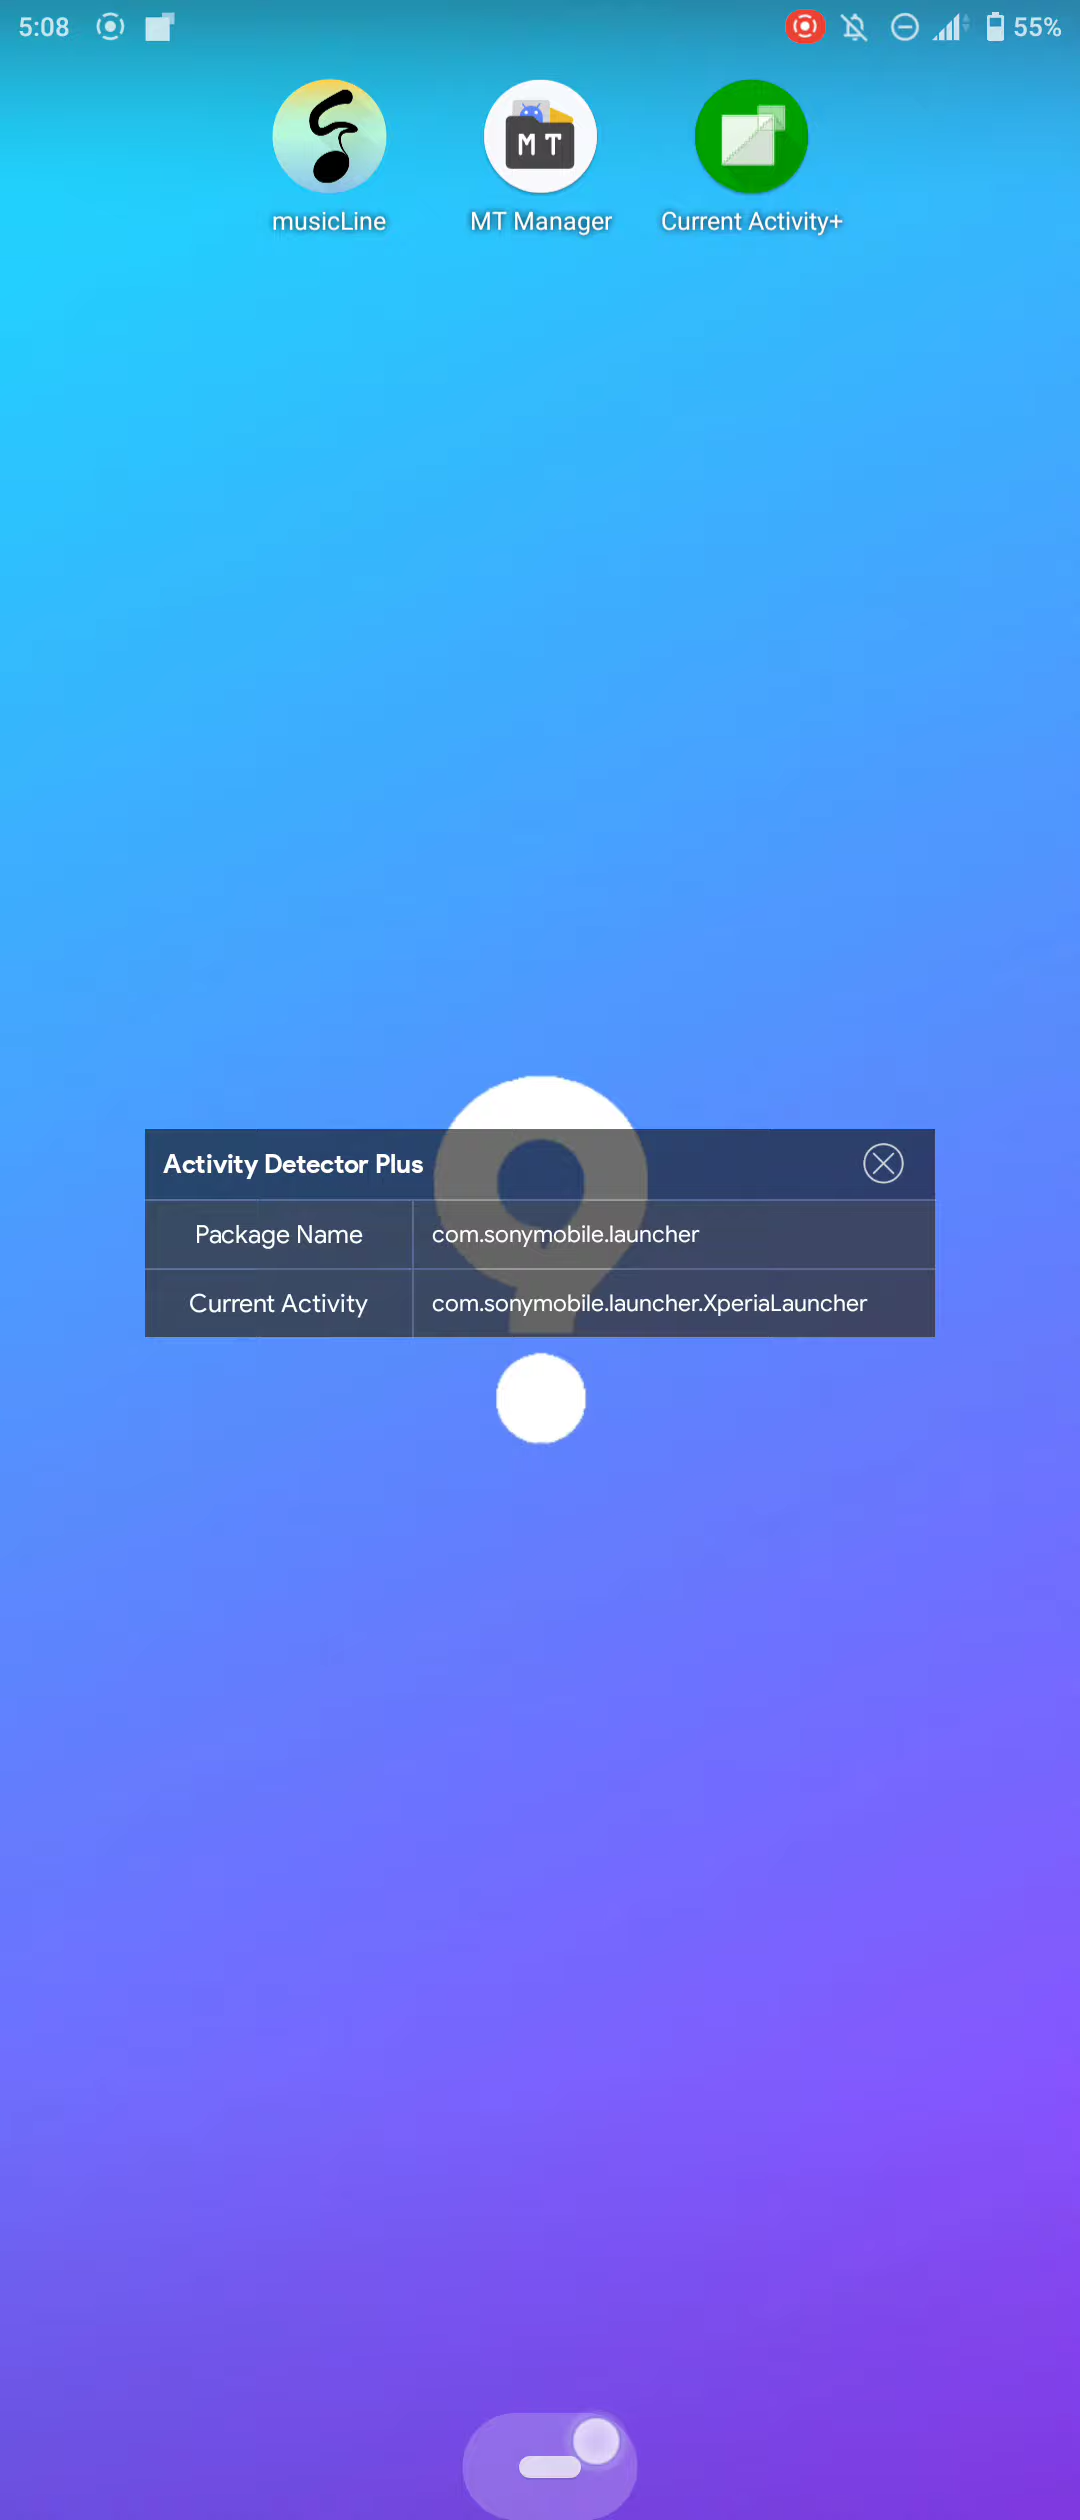 5:08 55%
musicLine MT MT Manager Current Activity+
Activity Detector Plus
Package Name com.sonymobile.launcher
Current Activity com.sonymobile.launcher.XperiaLauncher